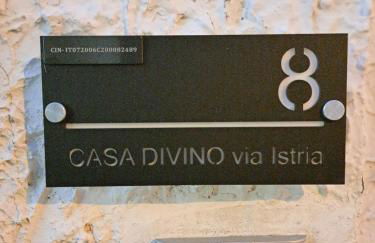 CIN- IT072006C200082489
8
CASA DIVINO via Istria